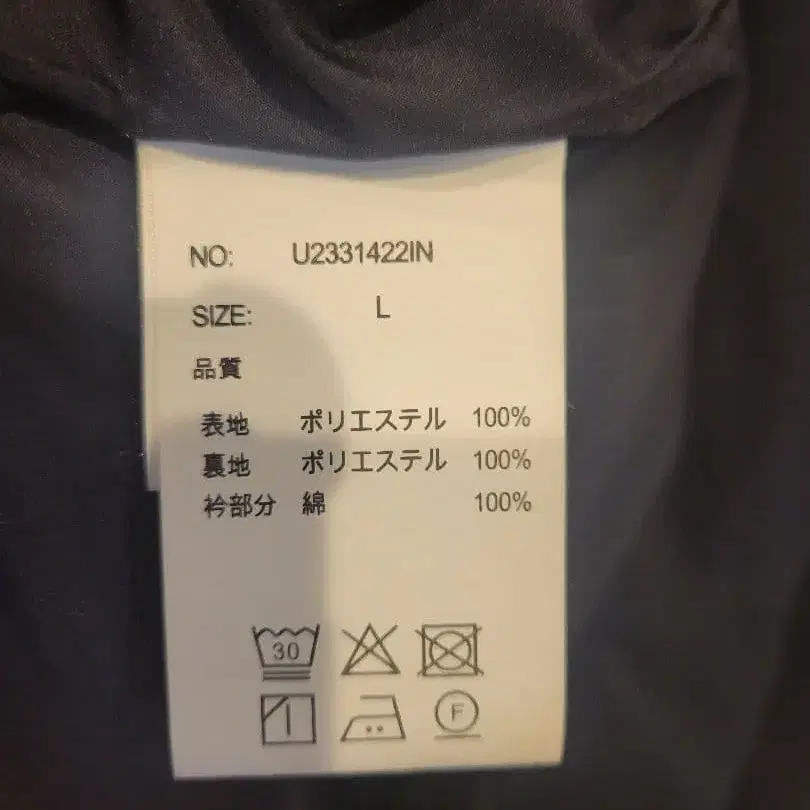 NO: U2331422IN
SIZE: L
品質
表地 ポリエステル 100%
裏地 ポリエステル 100%
衿部分 綿 100%
30
F